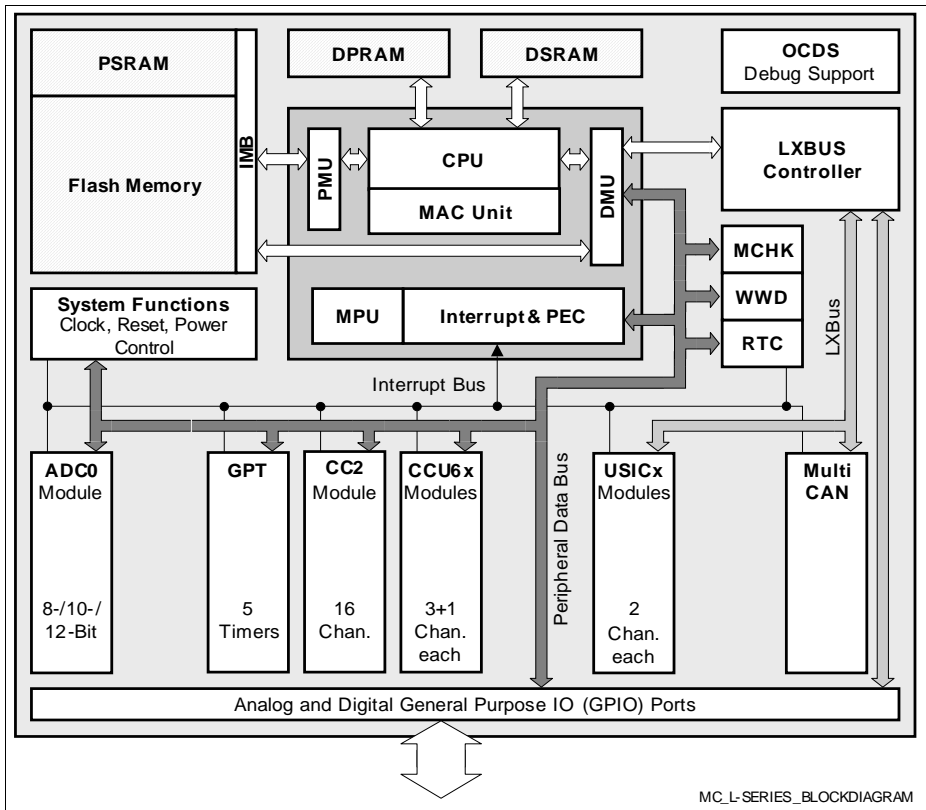 PSRAM
Flash Memory
IMB
DPRAM
DSRAM
OCDS
Debug Support
PMU
CPU
MAC Unit
DMU
LXBUS
Controller
MCHK
WWD
RTC
System Functions
Clock, Reset, Power
Control
MPU
Interrupt & PEC
Interrupt Bus
LXBus
Peripheral Data Bus
ADC0
Module
8-/10-/
12-Bit
GPT
5
Timers
CC2
Module
16
Chan.
CCU6x
Modules
3+1
Chan.
each
USICx
Modules
2
Chan.
each
Multi
CAN
Analog and Digital General Purpose IO (GPIO) Ports
MC_L-SERIES_BLOCKDIAGRAM